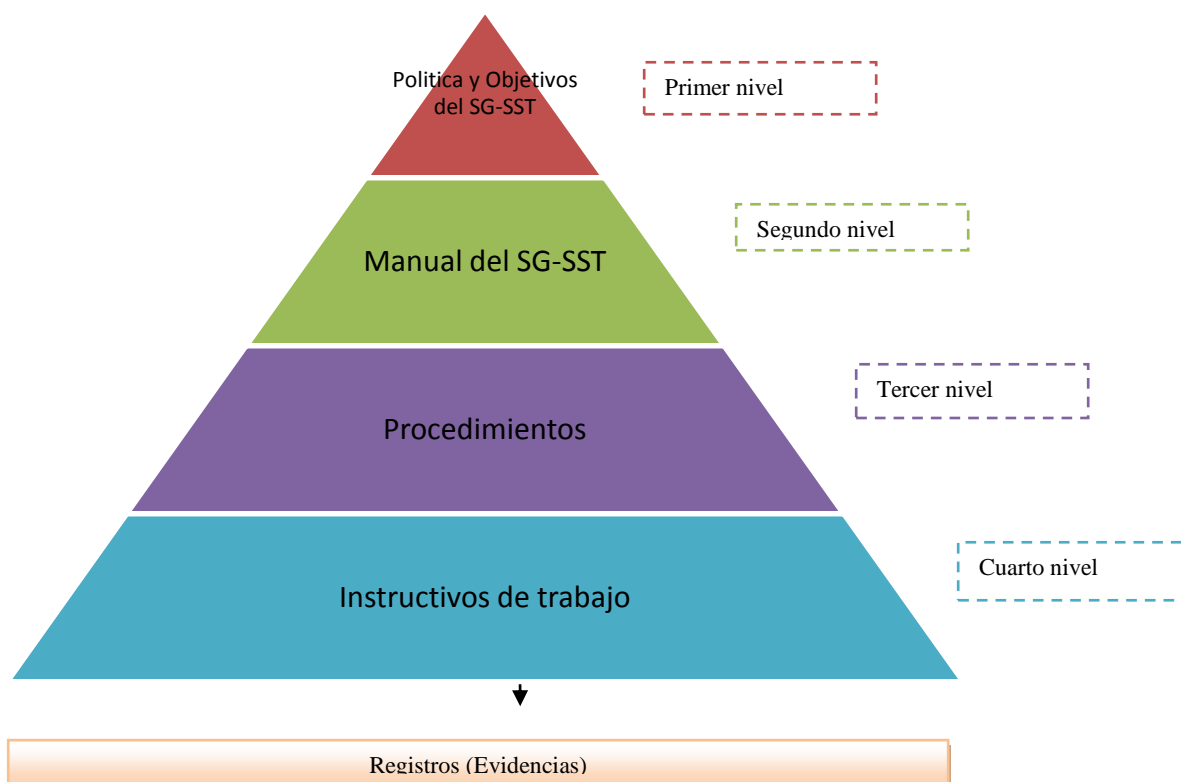 Politica y Objetivos
del SG-SST
Primer nivel
Segundo nivel
Manual del SG-SST
Tercer nivel
Procedimientos
Cuarto nivel
Instructivos de trabajo
Registros (Evidencias)